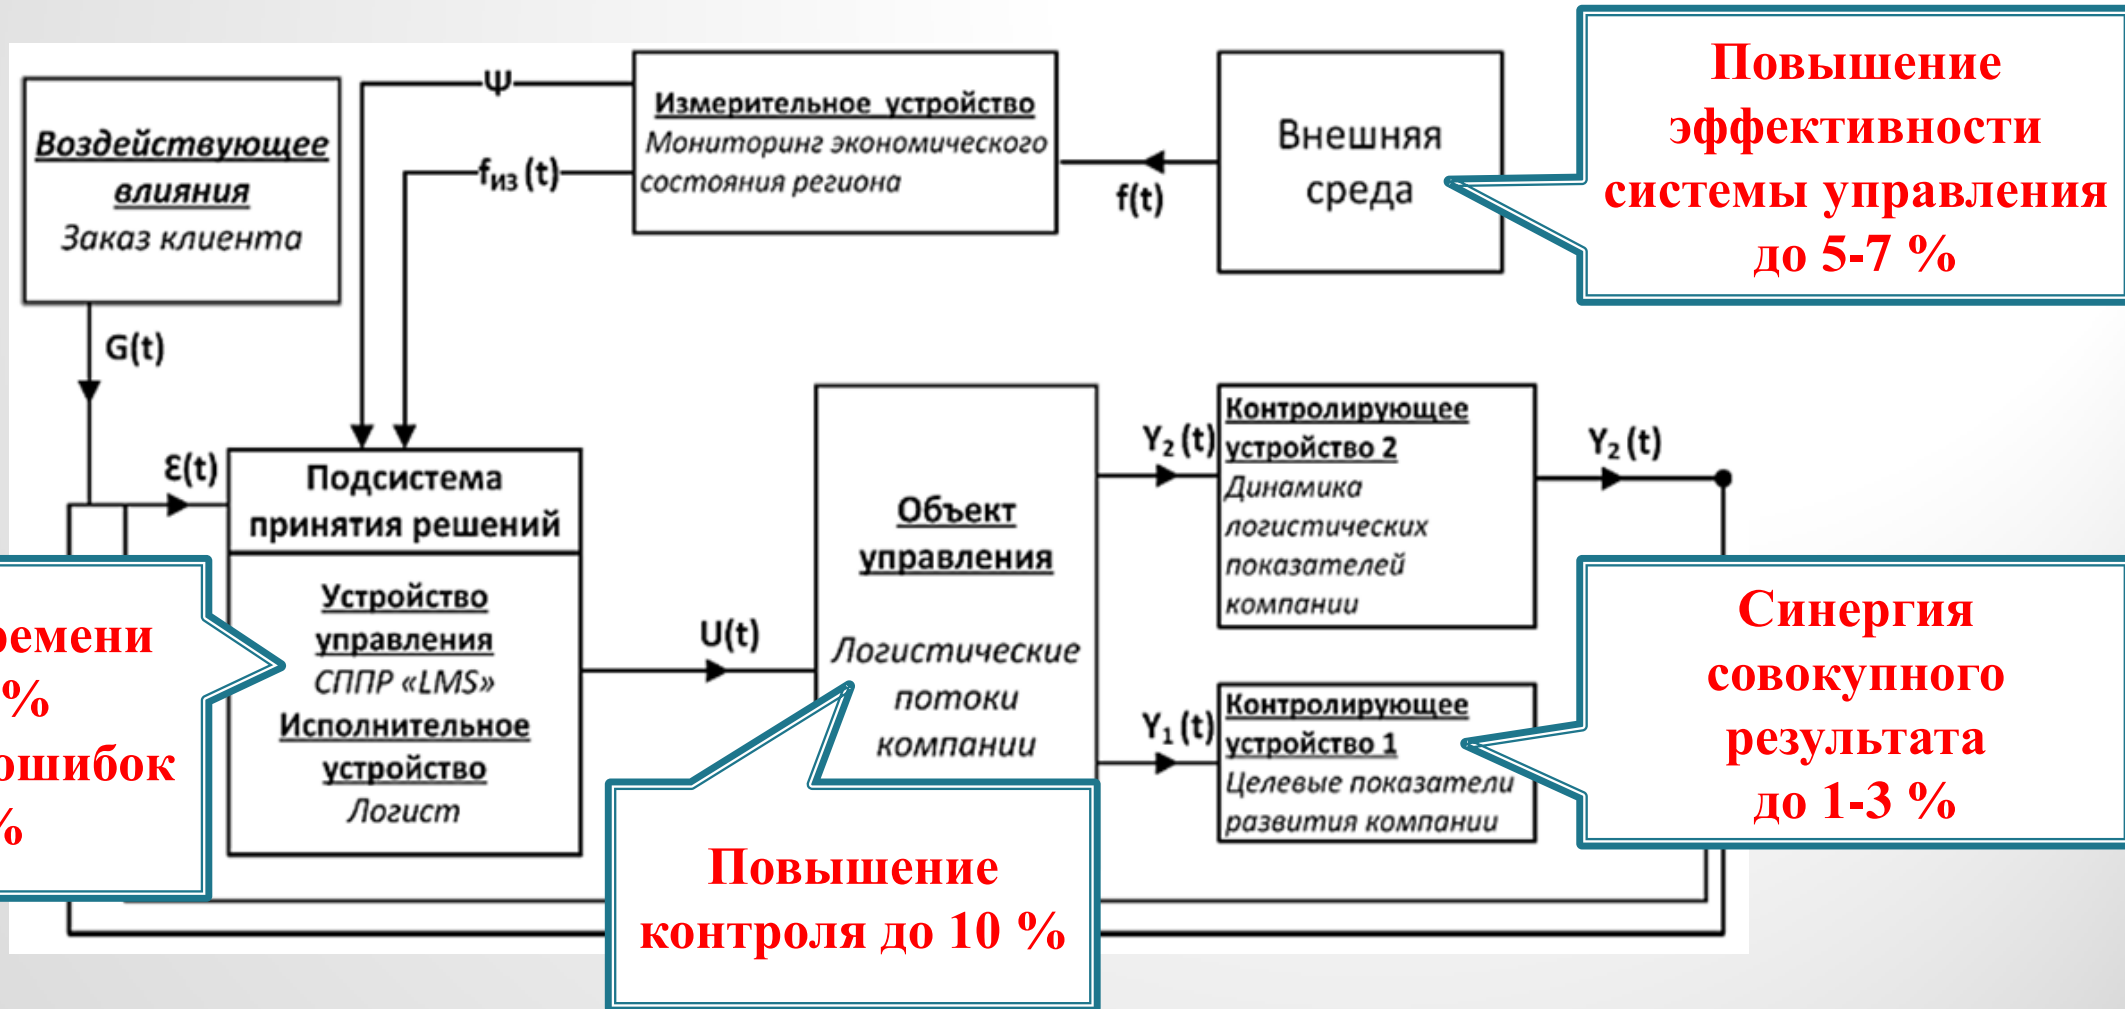 Воздействующее
влияния
Заказ клиента
G(t)
Ψ
fиз (t)
Измерительное устройство
Мониторинг экономического
состояния региона
f(t)
Внешняя
среда
Повышение
эффективности
системы управления
до 5-7 %
Ɛ(t)
Подсистема
принятия решений
Устройство
управления
СППР «LMS»
Исполнительное
устройство
Логист
%
ошибок
%
U(t)
Объект
управления
Логистические
потоки
компании
Повышение
контроля до 10 %
Y₂ (t)
Контролирующее
устройство 2
Динамика
логистических
показателей
компании
Y₂ (t)
Y₁ (t)
Контролирующее
устройство 1
Целевые показатели
развития компании
Синергия
совокупного
результата
до 1-3 %